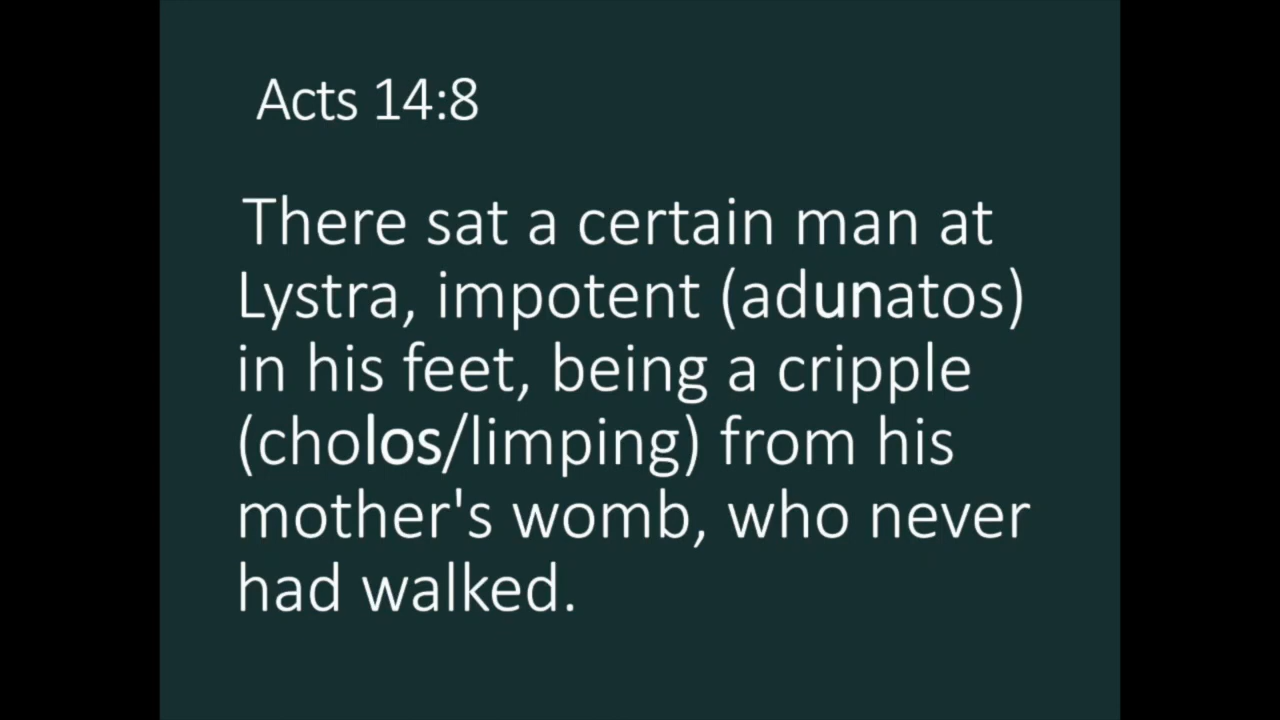 Acts 14:8
There sat a certain man at
Lystra, impotent (adunatos)
in his feet, being a cripple
(cholos/limping) from his
mother's womb, who never
had walked.